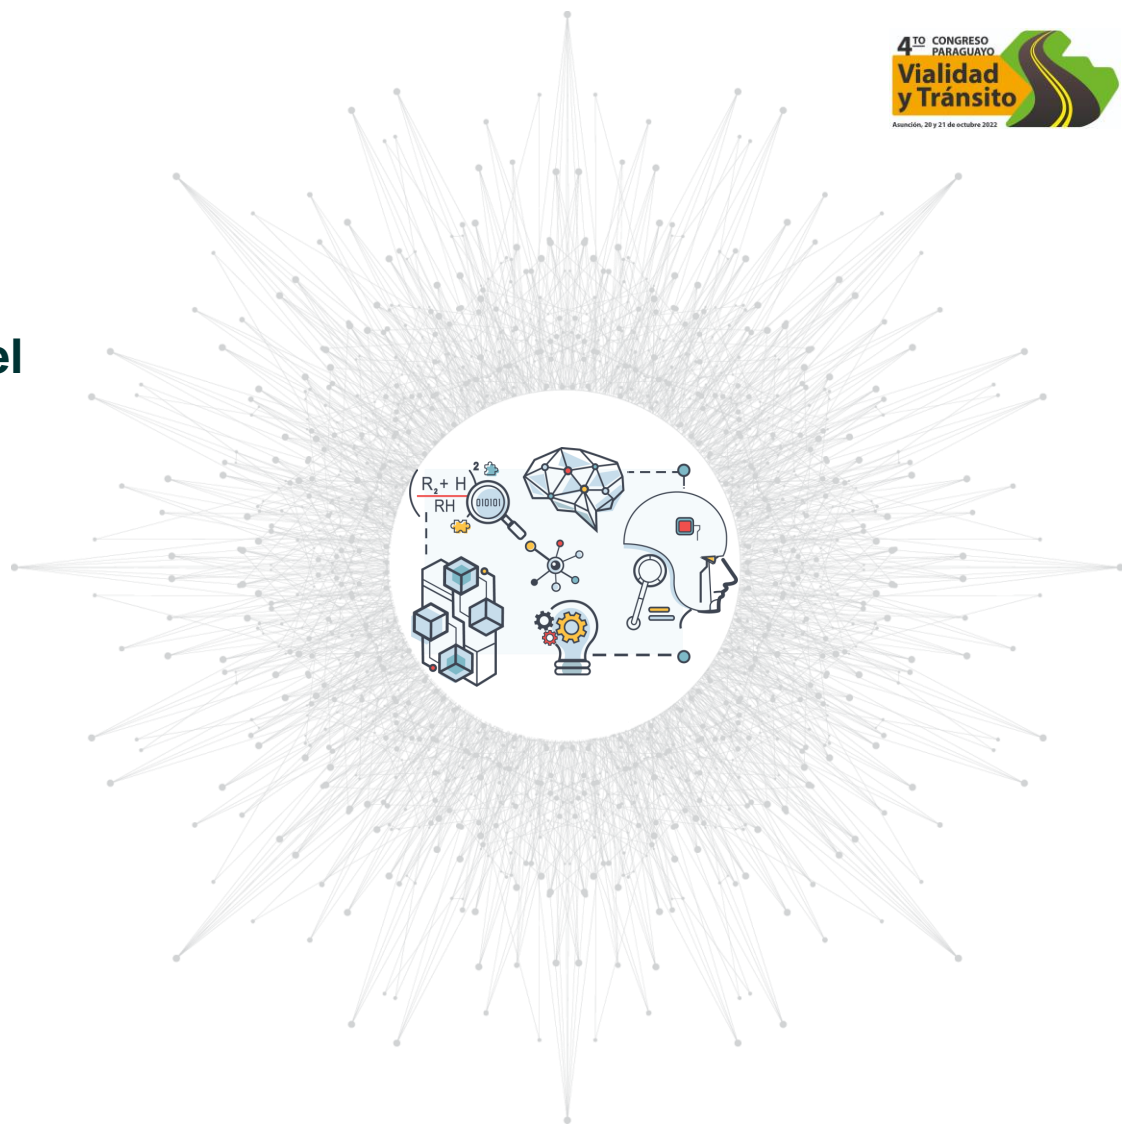 4TO CONGRESO
PARAGUAYO
Vialidad
y Tránsito
Asunción, 20 y 21 de octubre 2022
el
2
R2+ H
RH
010101